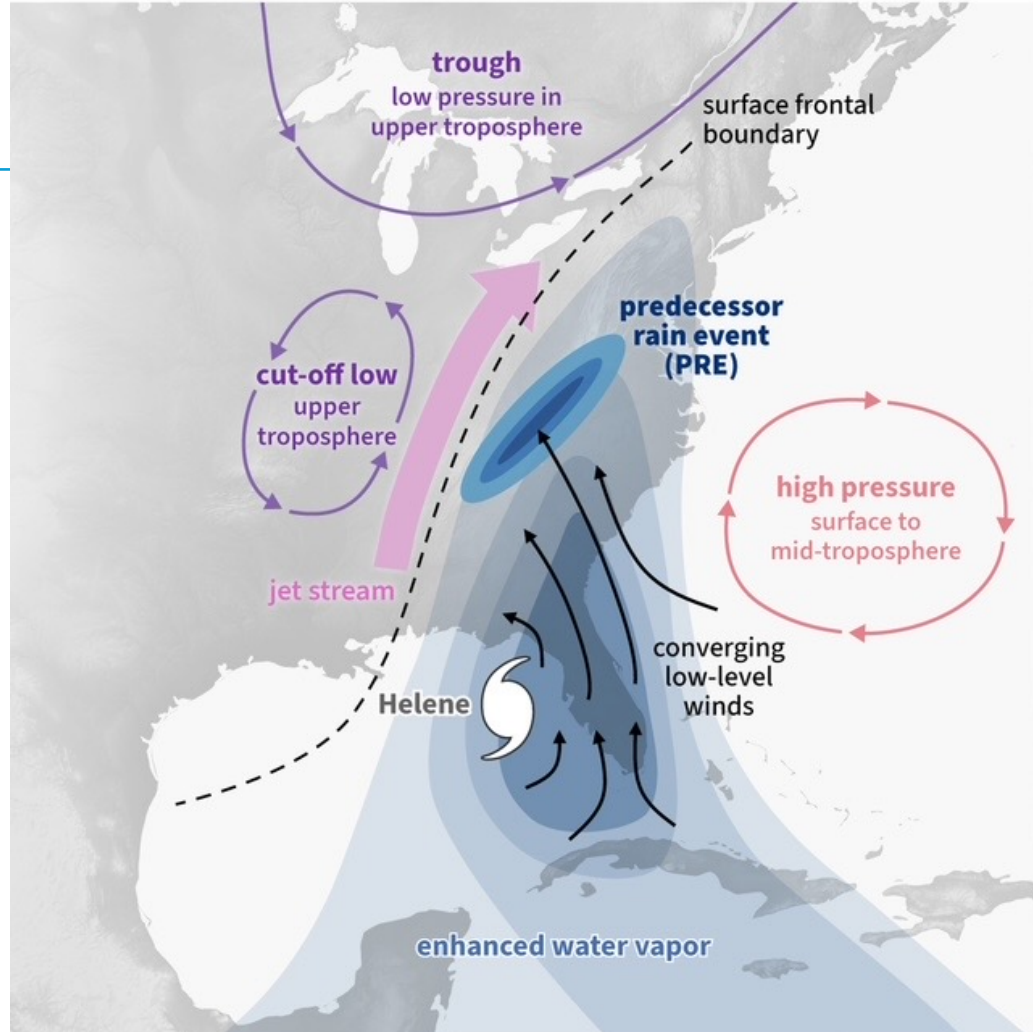 trough
low pressure in
upper troposphere
surface frontal
boundary
predecessor
rain event
(PRE)
cut-off low
upper
troposphere
high pressure
surface to
mid-troposphere
jet stream
converging
low-level
winds
Helene
enhanced water vapor